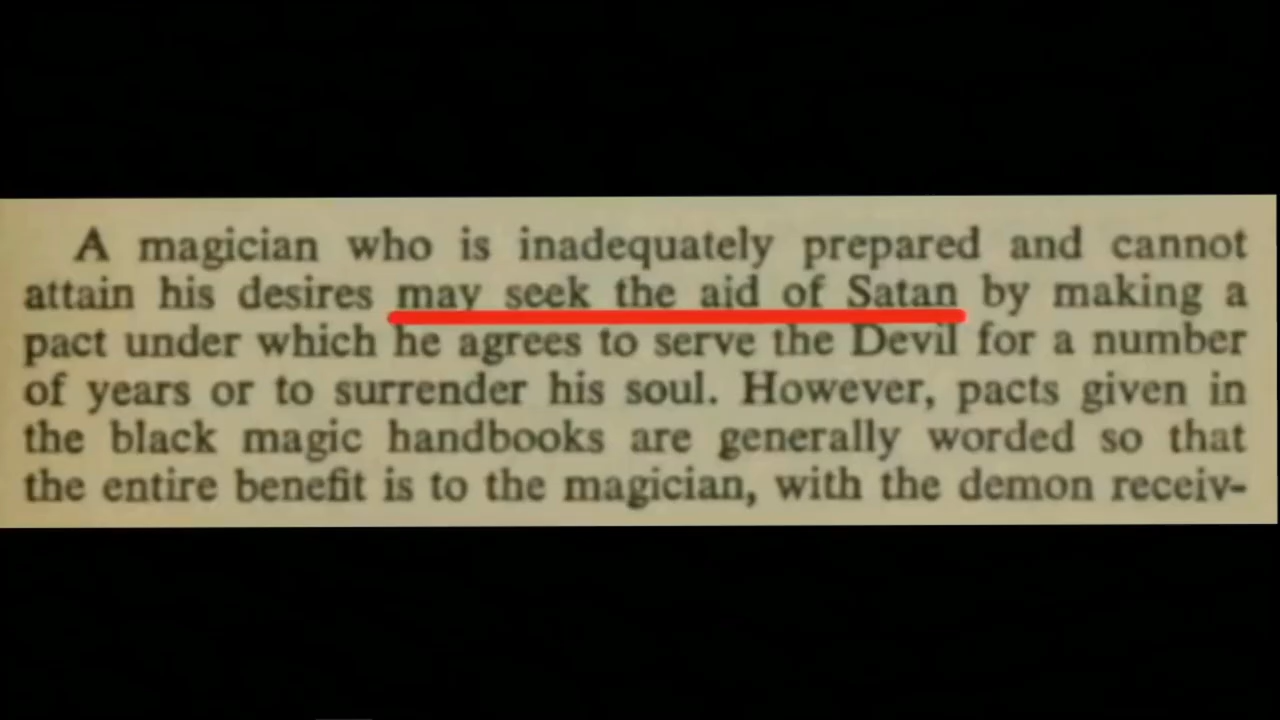 A magician who is inadequately prepared and cannot
attain his desires may seek the aid of Satan by making a
pact under which he agrees to serve the Devil for a number
of years or to surrender his soul. However, pacts given in
the black magic handbooks are generally worded so that
the entire benefit is to the magician, with the demon receiv-